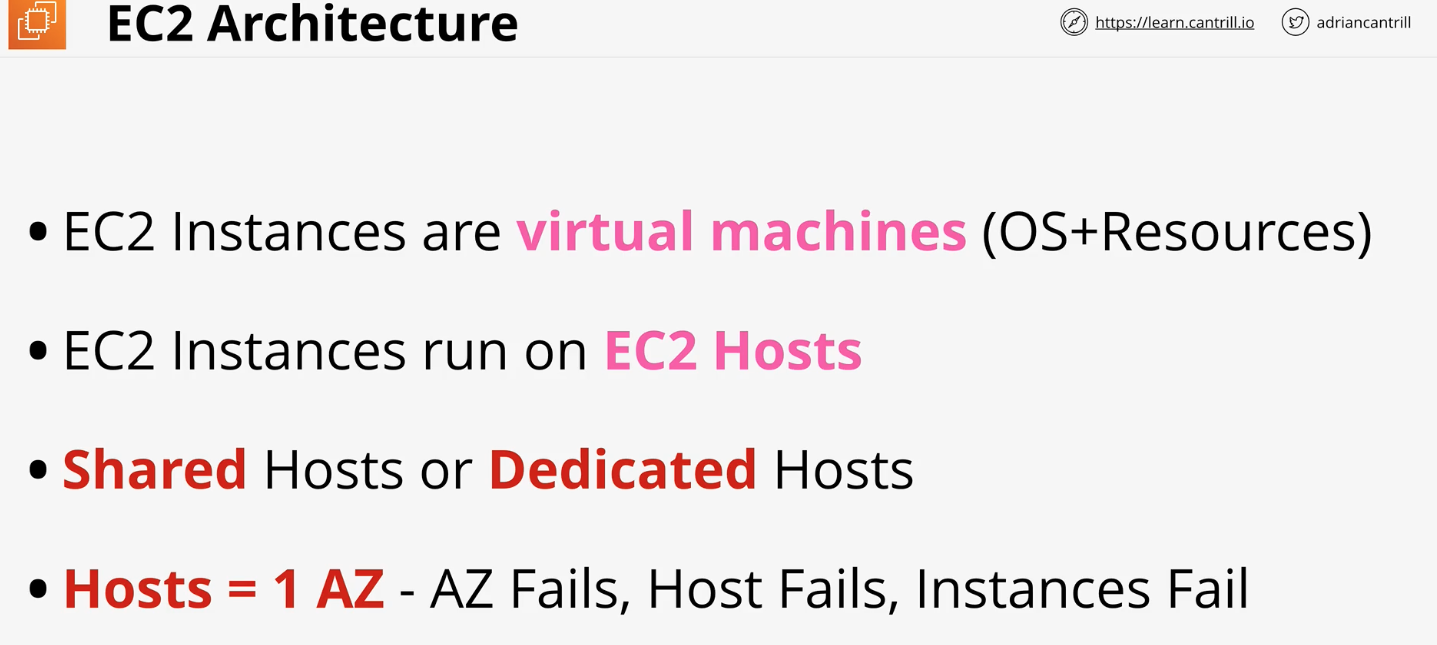 EC2 Architecture
https://learn.cantrill.io
adriancantrill
• EC2 Instances are virtual machines (OS+Resources)
• EC2 Instances run on EC2 Hosts
• Shared Hosts or Dedicated Hosts
• Hosts = 1 AZ - AZ Fails, Host Fails, Instances Fail